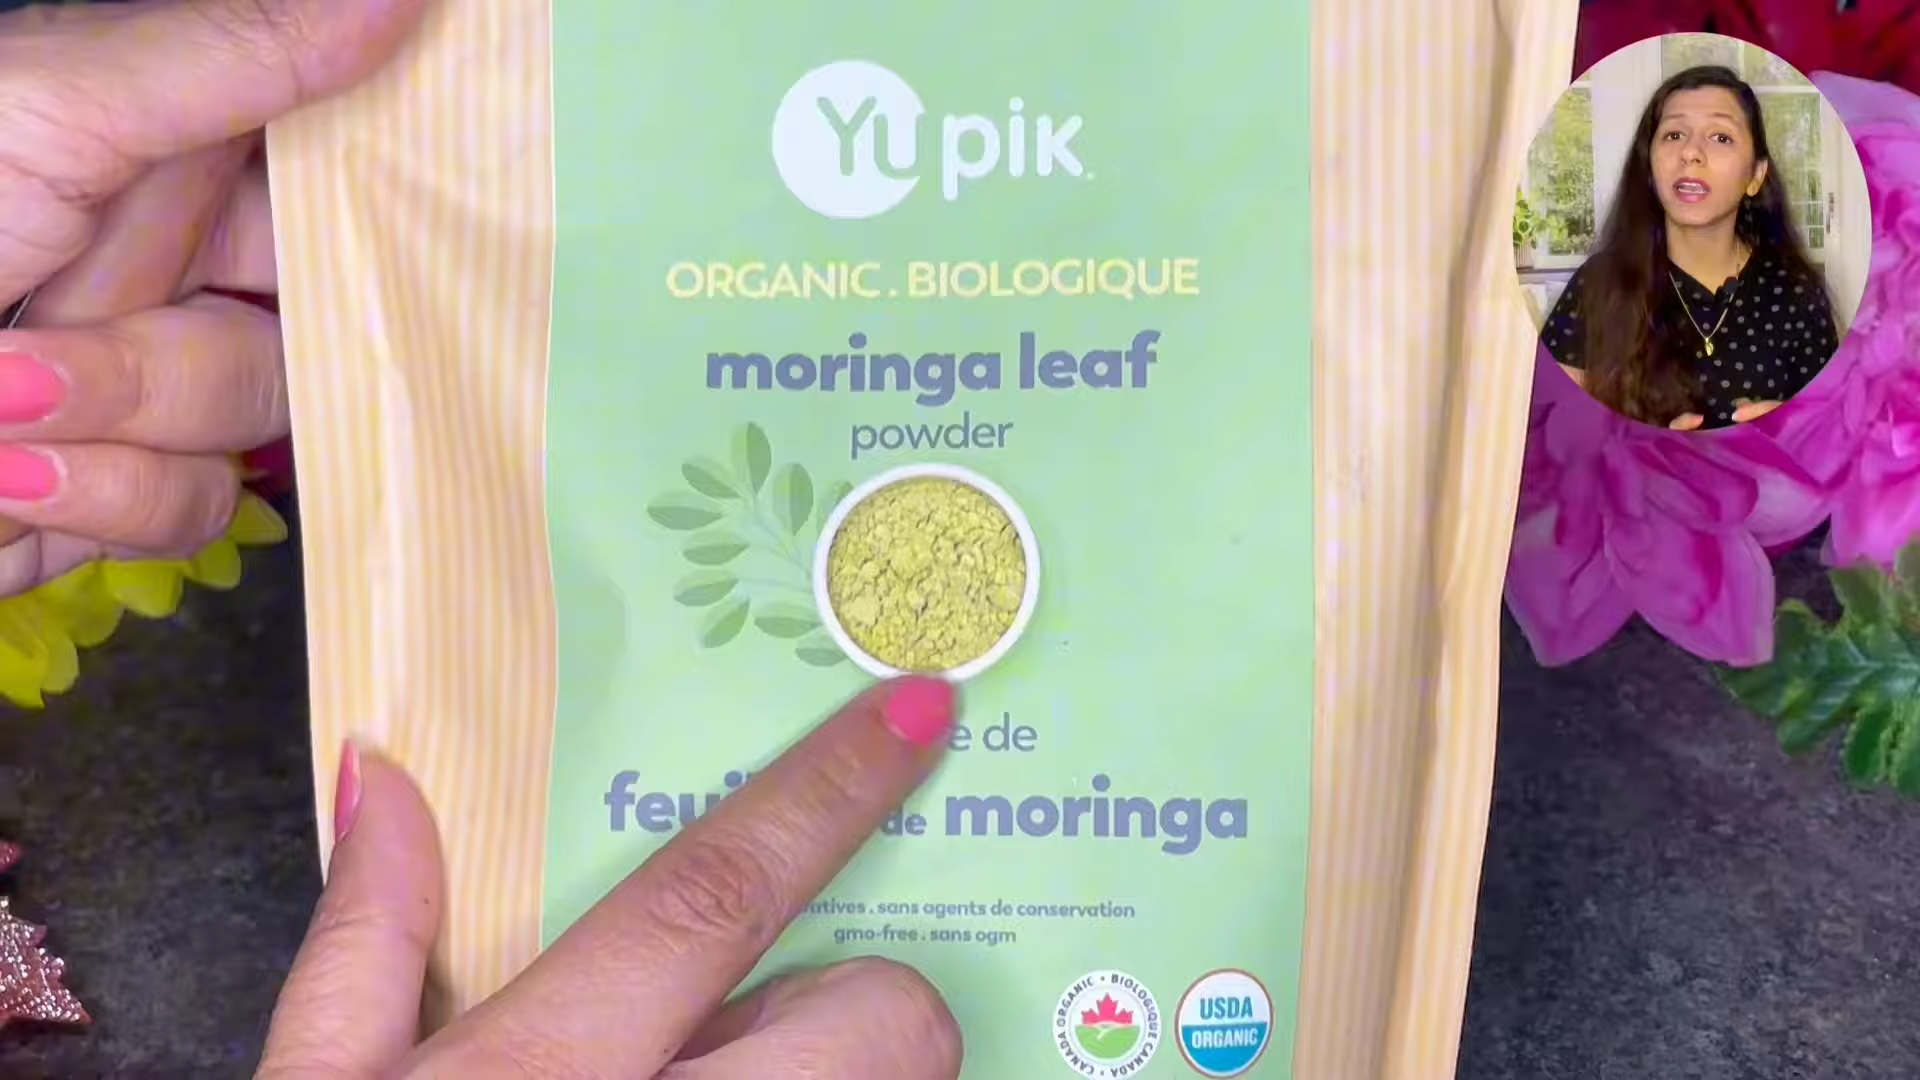 Yupik
ORGANIC . BIOLOGIQUE
moringa leaf
powder
de
de moringa
. sans agents de conservation
gmo-free . sans ogm
CANADA ORGANIC • BIOLOGIQUE CANADA
USDA
ORGANIC